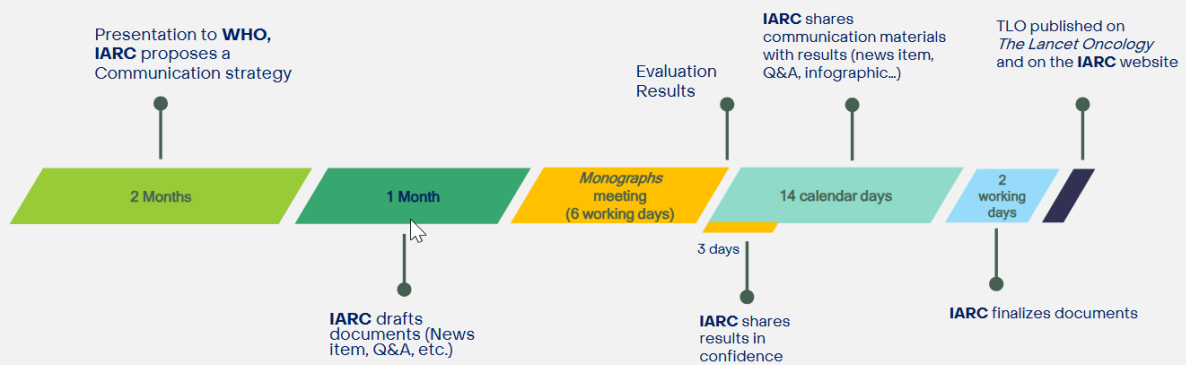 Presentation to WHO,
IARC proposes a
Communication strategy
Evaluation
Results
IARC shares
communication materials
with results (news item,
Q&A, infographic…)
TLO published on
The Lancet Oncology
and on the IARC website
2 Months
1 Month
Monographs
meeting
(6 working days)
14 calendar days
2
working
days
3 days
IARC drafts
documents (News
item, Q&A, etc.)
IARC shares
results in
confidence
IARC finalizes documents